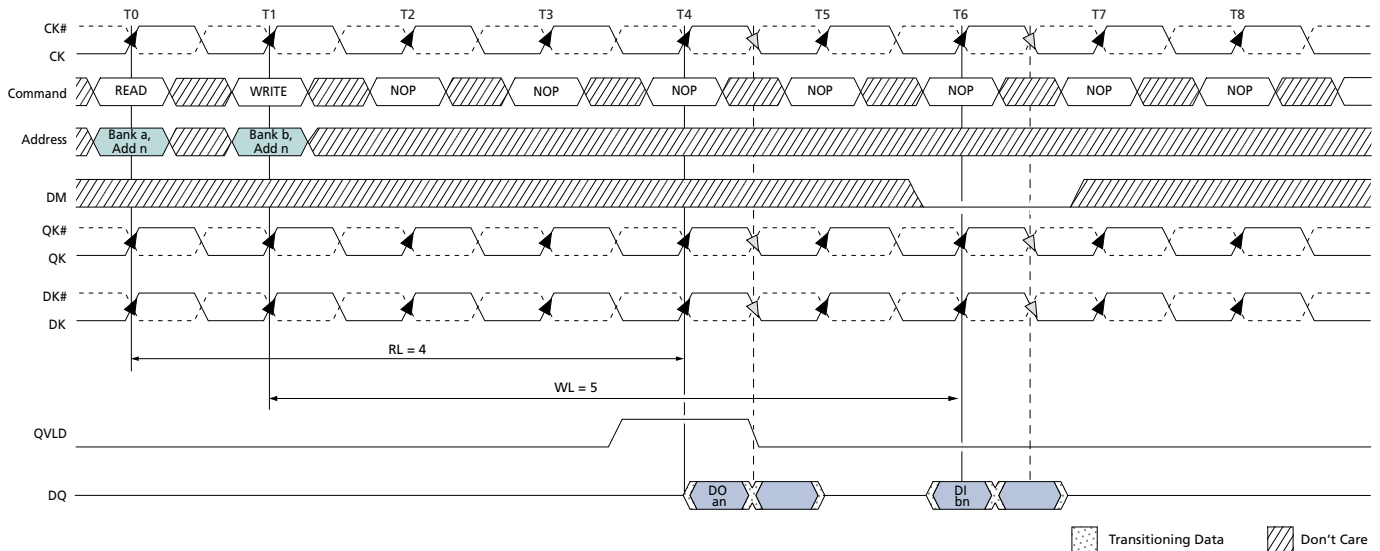 T0 T1 T2 T3 T4 T5 T6 T7 T8
CK#
CK
Command READ WRITE NOP NOP NOP NOP NOP NOP NOP
Address Bank a, Add n Bank b, Add n
DM
QK#
QK
DK#
DK
RL = 4
WL = 5
QVLD
DQ DO an DI bn
Transitioning Data Don't Care